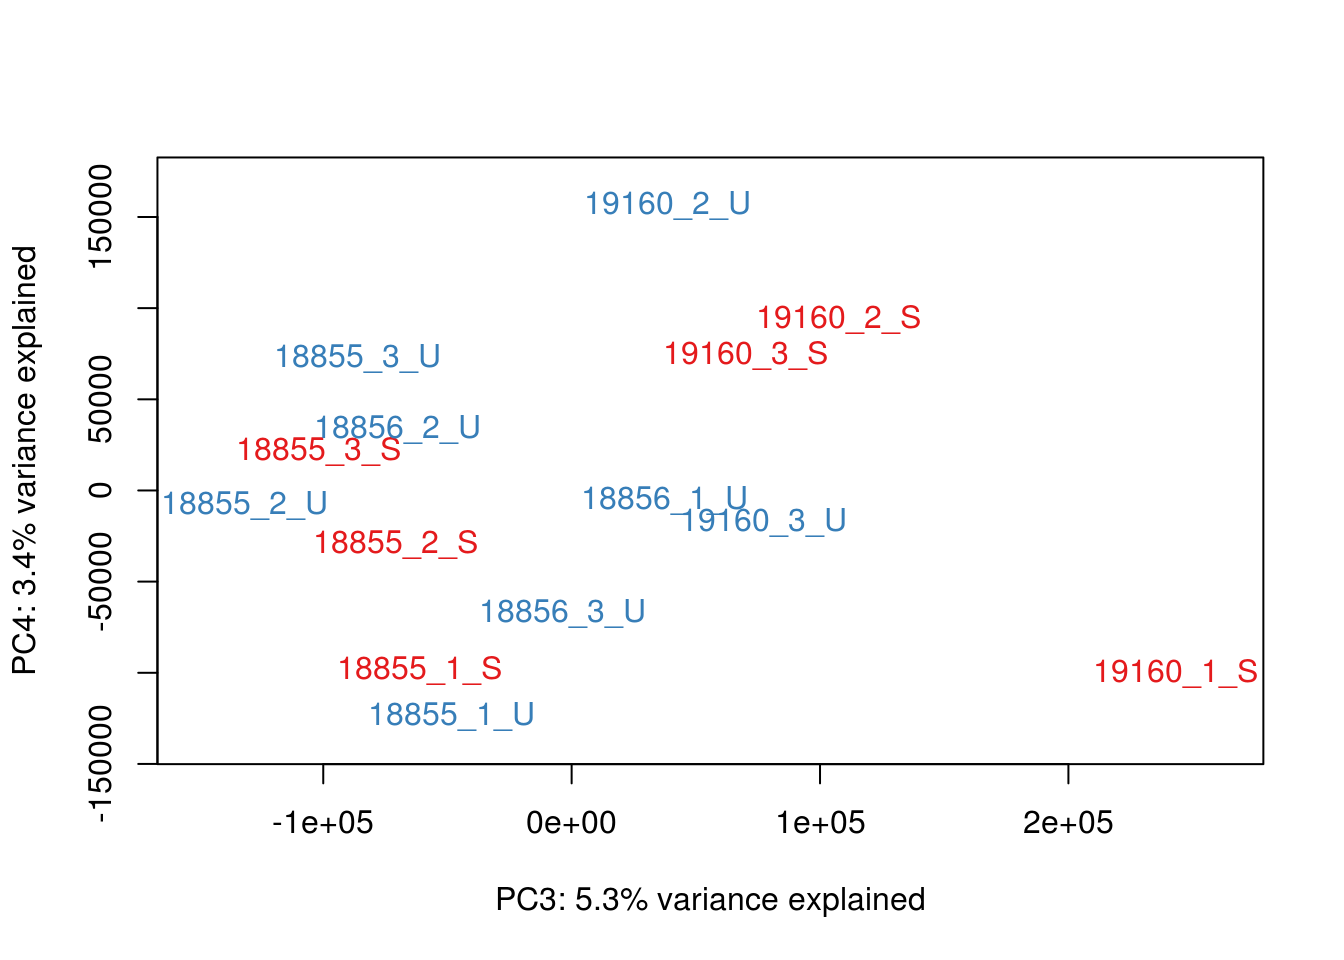 150000
50000
0
-50000
-150000
PC4: 3.4% variance explained
19160_2_U
19160_2_S
19160_3_S
18855_3_U
18856_2_U
18855_3_S
18855_2_U
18856_1_U
19160_3_U
18855_2_S
18856_3_U
18855_1_S
19160_1_S
18855_1_U
-1e+05 0e+00 1e+05 2e+05
PC3: 5.3% variance explained